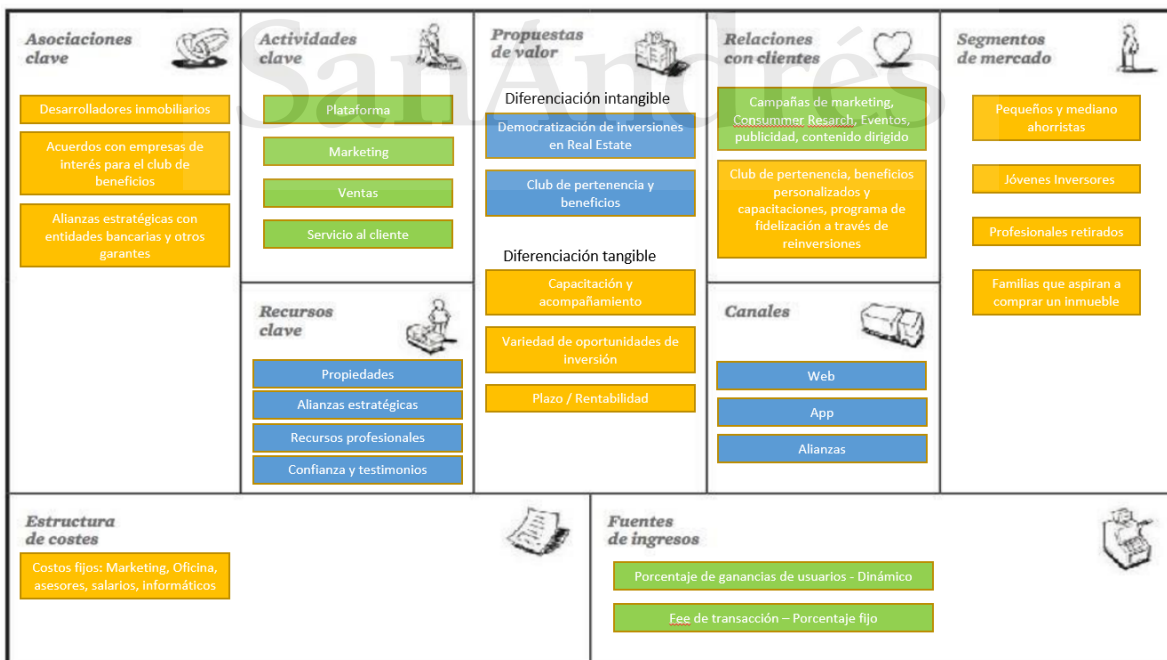 SanAndrés
Asociaciones
clave
Desarrolladores inmobiliarios
Acuerdos con empresas de
interés para el club de
beneficios
Alianzas estratégicas con
entidades bancarias y otros
garantes
Actividades
clave
Plataforma
Marketing
Ventas
Servicio al cliente
Recursos
clave
Propiedades
Alianzas estratégicas
Recursos profesionales
Confianza y testimonios
Propuestas
de valor
Diferenciación intangible
Democratización de inversiones
en Real Estate
Club de pertenencia y
beneficios
Diferenciación tangible
Capacitación y
acompañamiento
Variedad de oportunidades de
inversión
Plazo / Rentabilidad
Relaciones
con clientes
Campañas de marketing,
Consummer Resarch, Eventos,
publicidad, contenido dirigido
Club de pertenencia, beneficios
personalizados y
capacitaciones, programa de
fidelización a través de
reinversiones
Canales
Web
App
Alianzas
Segmentos
de mercado
Pequeños y mediano
ahorristas
Jóvenes Inversores
Profesionales retirados
Familias que aspiran a
comprar un inmueble
Estructura
de costes
Costos fijos: Marketing, Oficina,
asesores, salarios, informáticos
Fuentes
de ingresos
Porcentaje de ganancias de usuarios - Dinámico
Fee de transacción – Porcentaje fijo